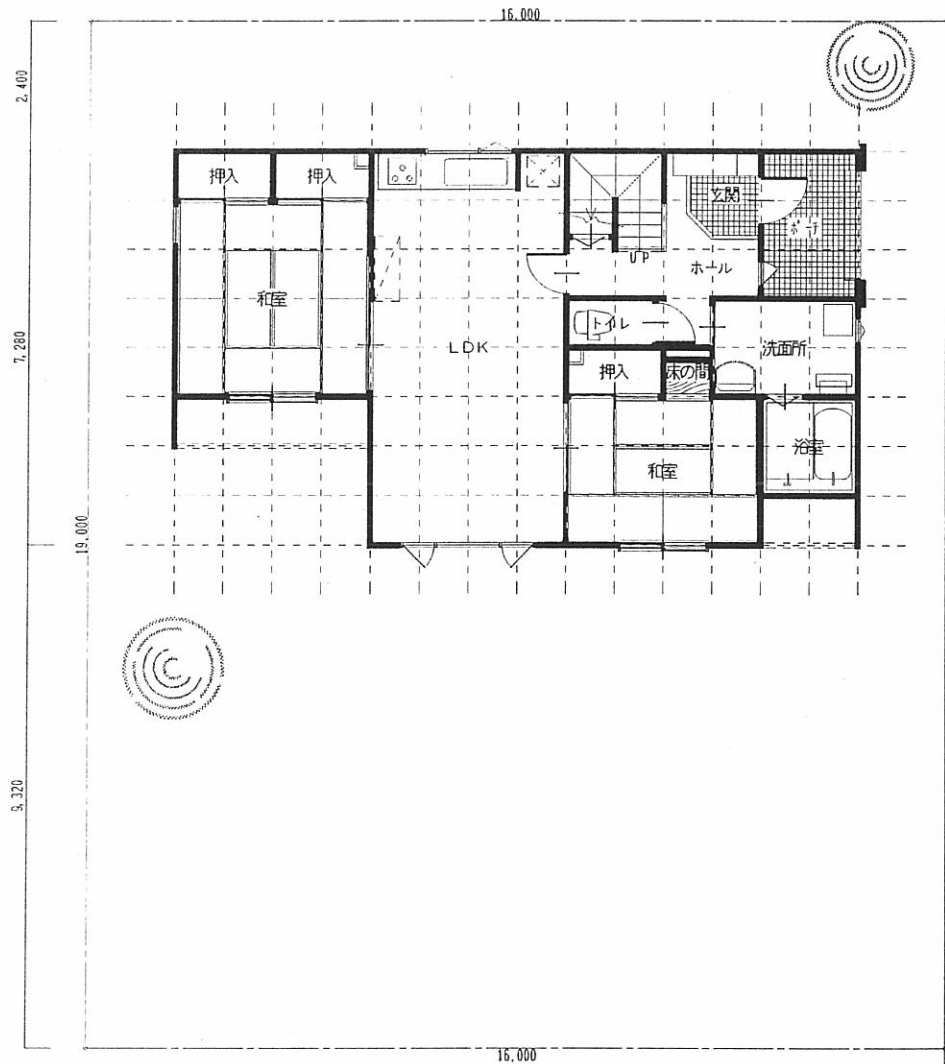 16,000
2,400
押入
押入
玄関
ポーチ
UP
ホール
和室
トイレ
7,280
LDK
洗面所
押入
床の間
和室
浴室
19,000
9,320
16,000